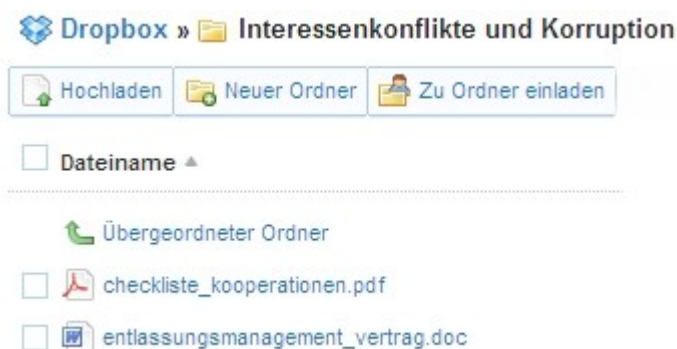 Dropbox » Interessenkonflikte und Korruption
Hochladen Neuer Ordner Zu Ordner einladen
Dateiname
Übergeordneter Ordner
checkliste_kooperationen.pdf
entlassungsmanagement_vertrag.doc